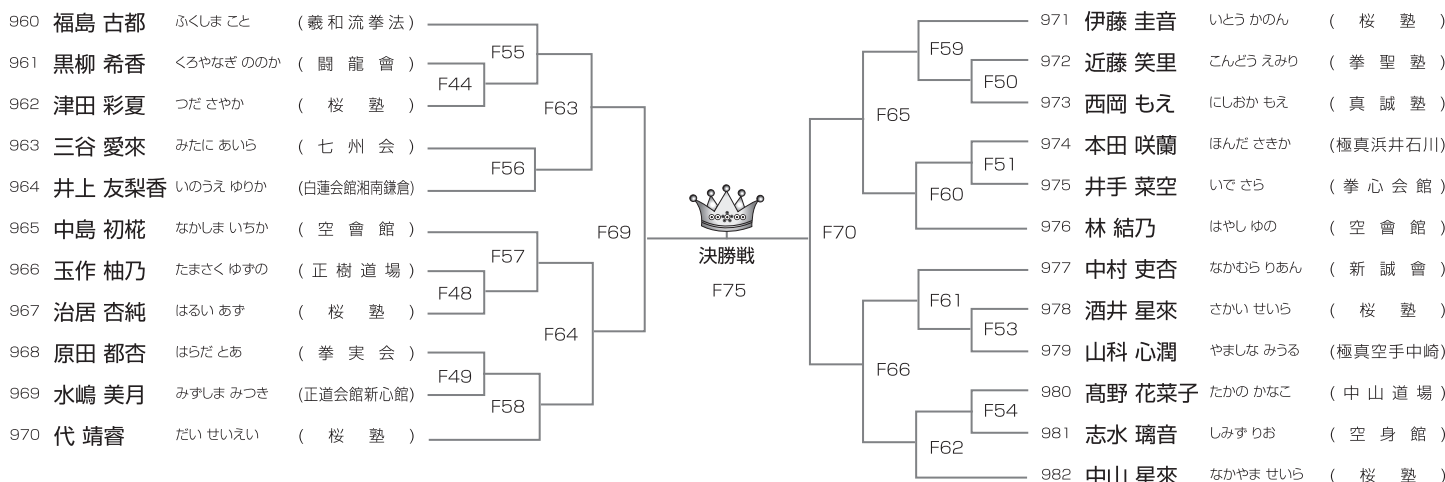 960 福島 古都 ふくしま こと (羲和流拳法)
961 黒柳 希香 くろやなぎ ののか (闘龍會)
962 津田 彩夏 つだ さやか (桜塾)
963 三谷 愛來 みたに あいら (七州会)
964 井上 友梨香 いのうえ ゆりか (白蓮会館湘南鎌倉)
965 中島 初椛 なかしま いちか (空會館)
966 玉作 柚乃 たまさく ゆずの (正樹道場)
967 治居 杏純 はるい あず (桜塾)
968 原田 都杏 はらだ とあ (拳実会)
969 水嶋 美月 みずしま みつき (正道会館新心館)
970 代 靖睿 だい せいえい (桜塾)
F55
F44
F63
F56
F69
F57
F48
F64
F49
F58
決勝戦
F75
F59
F50
F65
F51
F60
F70
F61
F53
F66
F54
F62
971 伊藤 圭音 いとう かのん (桜塾)
972 近藤 笑里 こんどう えみり (拳聖塾)
973 西岡 もえ にしおか もえ (真誠塾)
974 本田 咲蘭 ほんだ さきか (極真浜井石川)
975 井手 菜空 いで さら (拳心会館)
976 林 結乃 はやし ゆの (空會館)
977 中村 吏杏 なかむら りあん (新誠會)
978 酒井 星來 さかい せいら (桜塾)
979 山科 心潤 やましな みうる (極真空手中崎)
980 髙野 花菜子 たかの かなこ (中山道場)
981 志水 璃音 しみず りお (空身館)
982 中山 星來 なかやま せいら (桜塾)